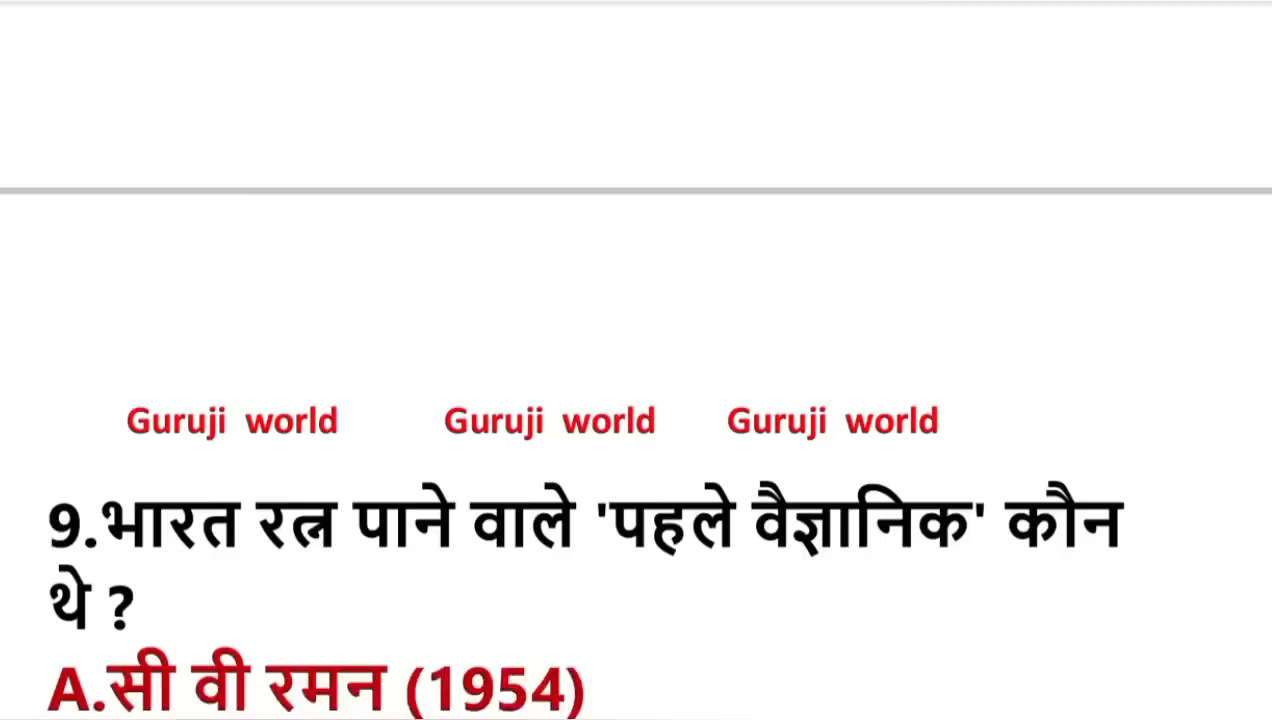 Guruji world Guruji world Guruji world
9.भारत रत्न पाने वाले 'पहले वैज्ञानिक' कौन
थे ?
A.सी वी रमन (1954)